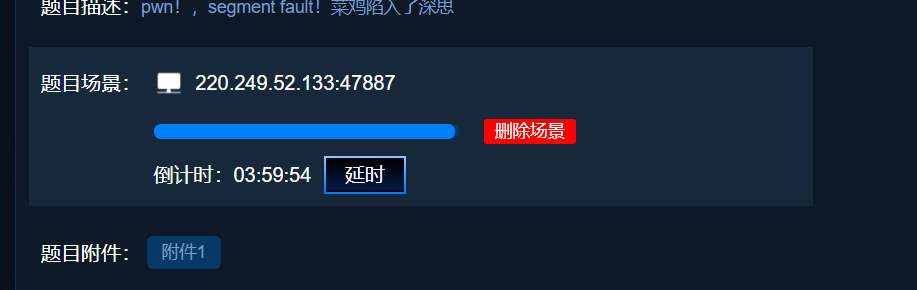 题目描述：pwn！，segment fault！菜鸡陷入了深思
题目场景： 220.249.52.133:47887
删除场景
倒计时：03:59:54 延时
题目附件： 附件1